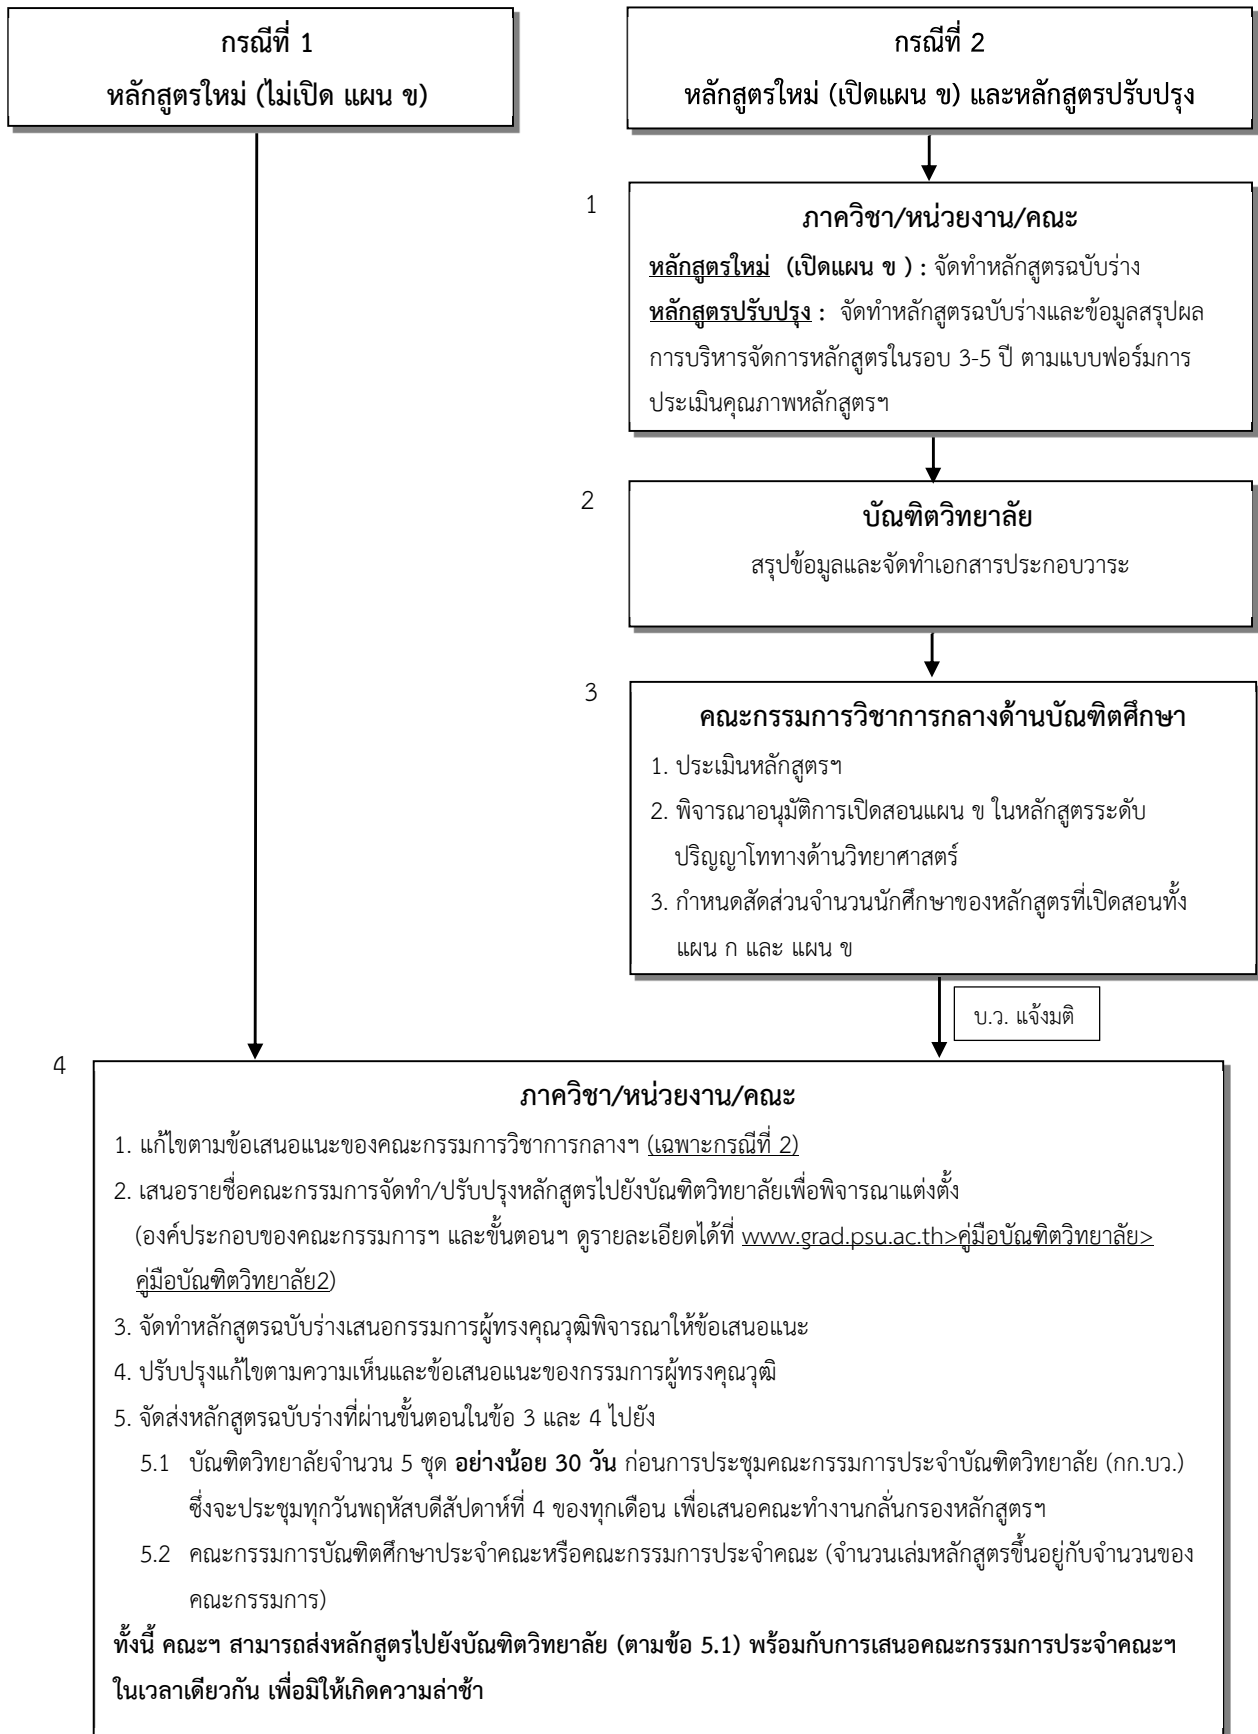 กรณีที่ 1
หลักสูตรใหม่ (ไม่เปิด แผน ข)
กรณีที่ 2
หลักสูตรใหม่ (เปิดแผน ข) และหลักสูตรปรับปรุง
1
ภาควิชา/หน่วยงาน/คณะ
หลักสูตรใหม่ (เปิดแผน ข ) : จัดทำหลักสูตรฉบับร่าง
หลักสูตรปรับปรุง : จัดทำหลักสูตรฉบับร่างและข้อมูลสรุปผล
การบริหารจัดการหลักสูตรในรอบ 3-5 ปี ตามแบบฟอร์มการ
ประเมินคุณภาพหลักสูตรฯ
2
บัณฑิตวิทยาลัย
สรุปข้อมูลและจัดทำเอกสารประกอบวาระ
3
คณะกรรมการวิชาการกลางด้านบัณฑิตศึกษา
1. ประเมินหลักสูตรฯ
2. พิจารณาอนุมัติการเปิดสอนแผน ข ในหลักสูตรระดับ
ปริญญาโททางด้านวิทยาศาสตร์
3. กำหนดสัดส่วนจำนวนนักศึกษาของหลักสูตรที่เปิดสอนทั้ง
แผน ก และ แผน ข
บ.ว. แจ้งมติ
4
ภาควิชา/หน่วยงาน/คณะ
1. แก้ไขตามข้อเสนอแนะของคณะกรรมการวิชาการกลางฯ (เฉพาะกรณีที่ 2)
2. เสนอรายชื่อคณะกรรมการจัดทำ/ปรับปรุงหลักสูตรไปยังบัณฑิตวิทยาลัยเพื่อพิจารณาแต่งตั้ง
(องค์ประกอบของคณะกรรมการฯ และขั้นตอนฯ ดูรายละเอียดได้ที่ www.grad.psu.ac.th>คู่มือบัณฑิตวิทยาลัย>
คู่มือบัณฑิตวิทยาลัย2)
3. จัดทำหลักสูตรฉบับร่างเสนอกรรมการผู้ทรงคุณวุฒิพิจารณาให้ข้อเสนอแนะ
4. ปรับปรุงแก้ไขตามความเห็นและข้อเสนอแนะของกรรมการผู้ทรงคุณวุฒิ
5. จัดส่งหลักสูตรฉบับร่างที่ผ่านขั้นตอนในข้อ 3 และ 4 ไปยัง
5.1 บัณฑิตวิทยาลัยจำนวน 5 ชุด อย่างน้อย 30 วัน ก่อนการประชุมคณะกรรมการประจำบัณฑิตวิทยาลัย (กก.บว.)
ซึ่งจะประชุมทุกวันพฤหัสบดีสัปดาห์ที่ 4 ของทุกเดือน เพื่อเสนอคณะทำงานกลั่นกรองหลักสูตรฯ
5.2 คณะกรรมการบัณฑิตศึกษาประจำคณะหรือคณะกรรมการประจำคณะ (จำนวนเล่มหลักสูตรขึ้นอยู่กับจำนวนของ
คณะกรรมการ)
ทั้งนี้ คณะฯ สามารถส่งหลักสูตรไปยังบัณฑิตวิทยาลัย (ตามข้อ 5.1) พร้อมกับการเสนอคณะกรรมการประจำคณะฯ
ในเวลาเดียวกัน เพื่อมิให้เกิดความล่าช้า